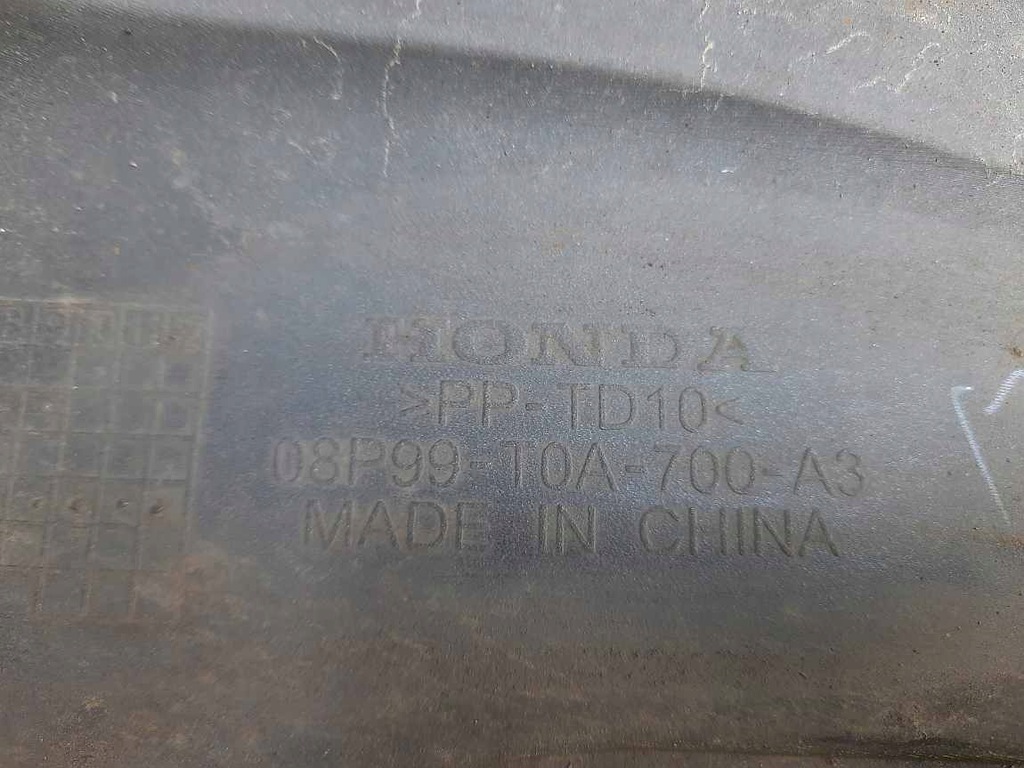 HONDA
>PP-TD10<
08P99-T0A-700-A3
MADE IN CHINA